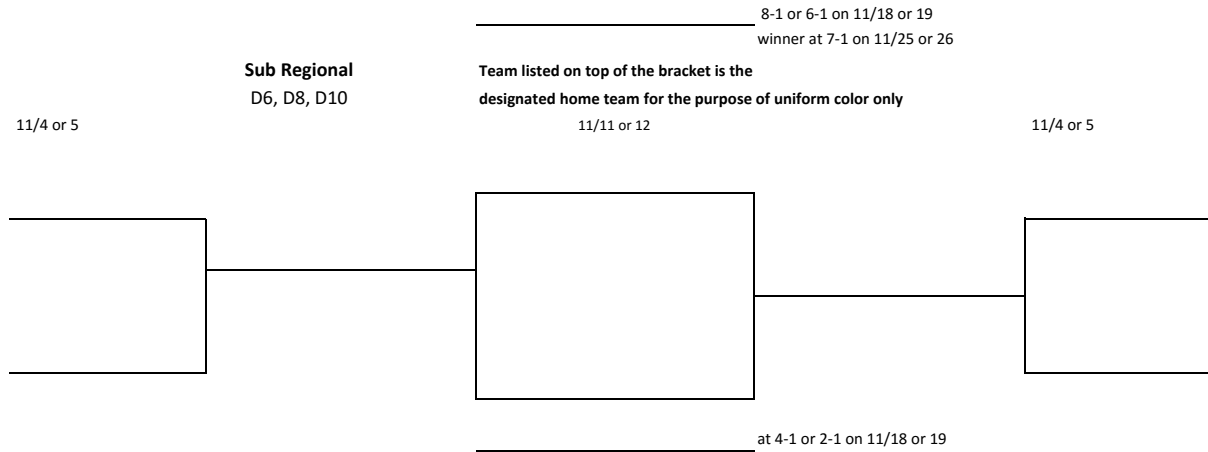 8-1 or 6-1 on 11/18 or 19
winner at 7-1 on 11/25 or 26
Sub Regional
Team listed on top of the bracket is the
D6, D8, D10
designated home team for the purpose of uniform color only
11/4 or 5
11/11 or 12
11/4 or 5
at 4-1 or 2-1 on 11/18 or 19